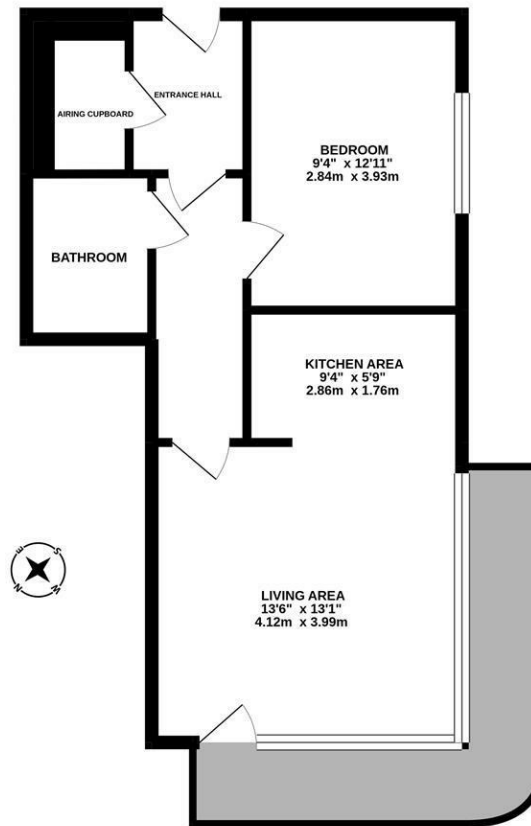 ENTRANCE HALL
AIRING CUPBOARD
BEDROOM
9'4" x 12'11"
2.84m x 3.93m
BATHROOM
KITCHEN AREA
9'4" x 5'9"
2.86m x 1.76m
LIVING AREA
13'6" x 13'1"
4.12m x 3.99m
E
S
N
W